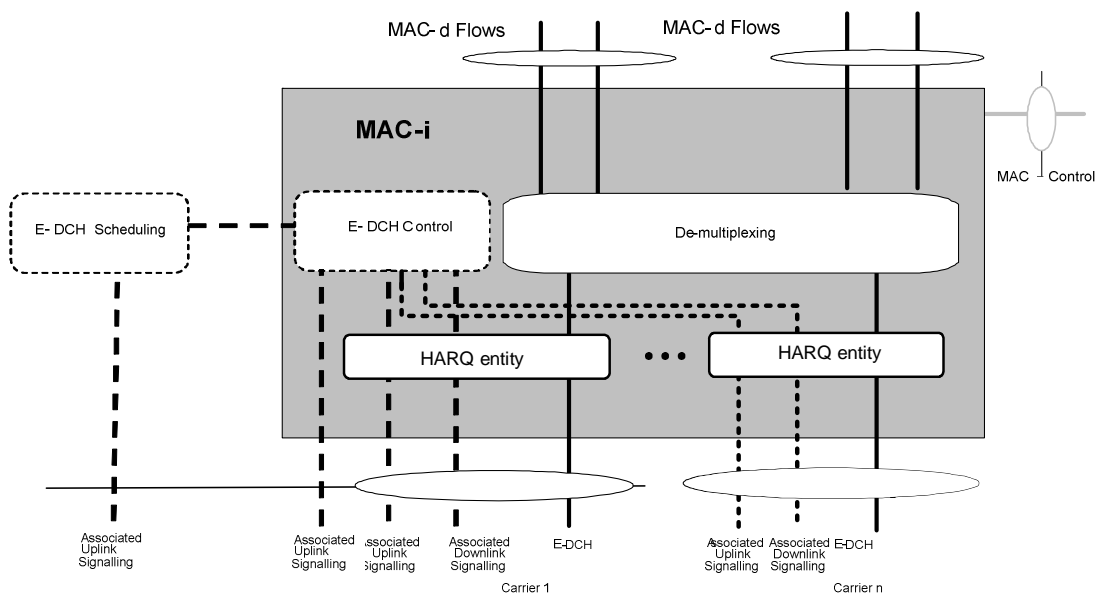 MAC- d Flows
MAC- d Flows
MAC-i
MAC - Control
E- DCH Scheduling
E- DCH Control
De-multiplexing
HARQ entity
HARQ entity
Associated
Uplink
Signalling
Associated
Uplink
Signalling
Associated
Uplink
Signalling
Associated
Downlink
Signalling
E-DCH
Associated
Uplink
Signalling
Associated
Downlink
Signalling
E-DCH
Carrier 1
Carrier n